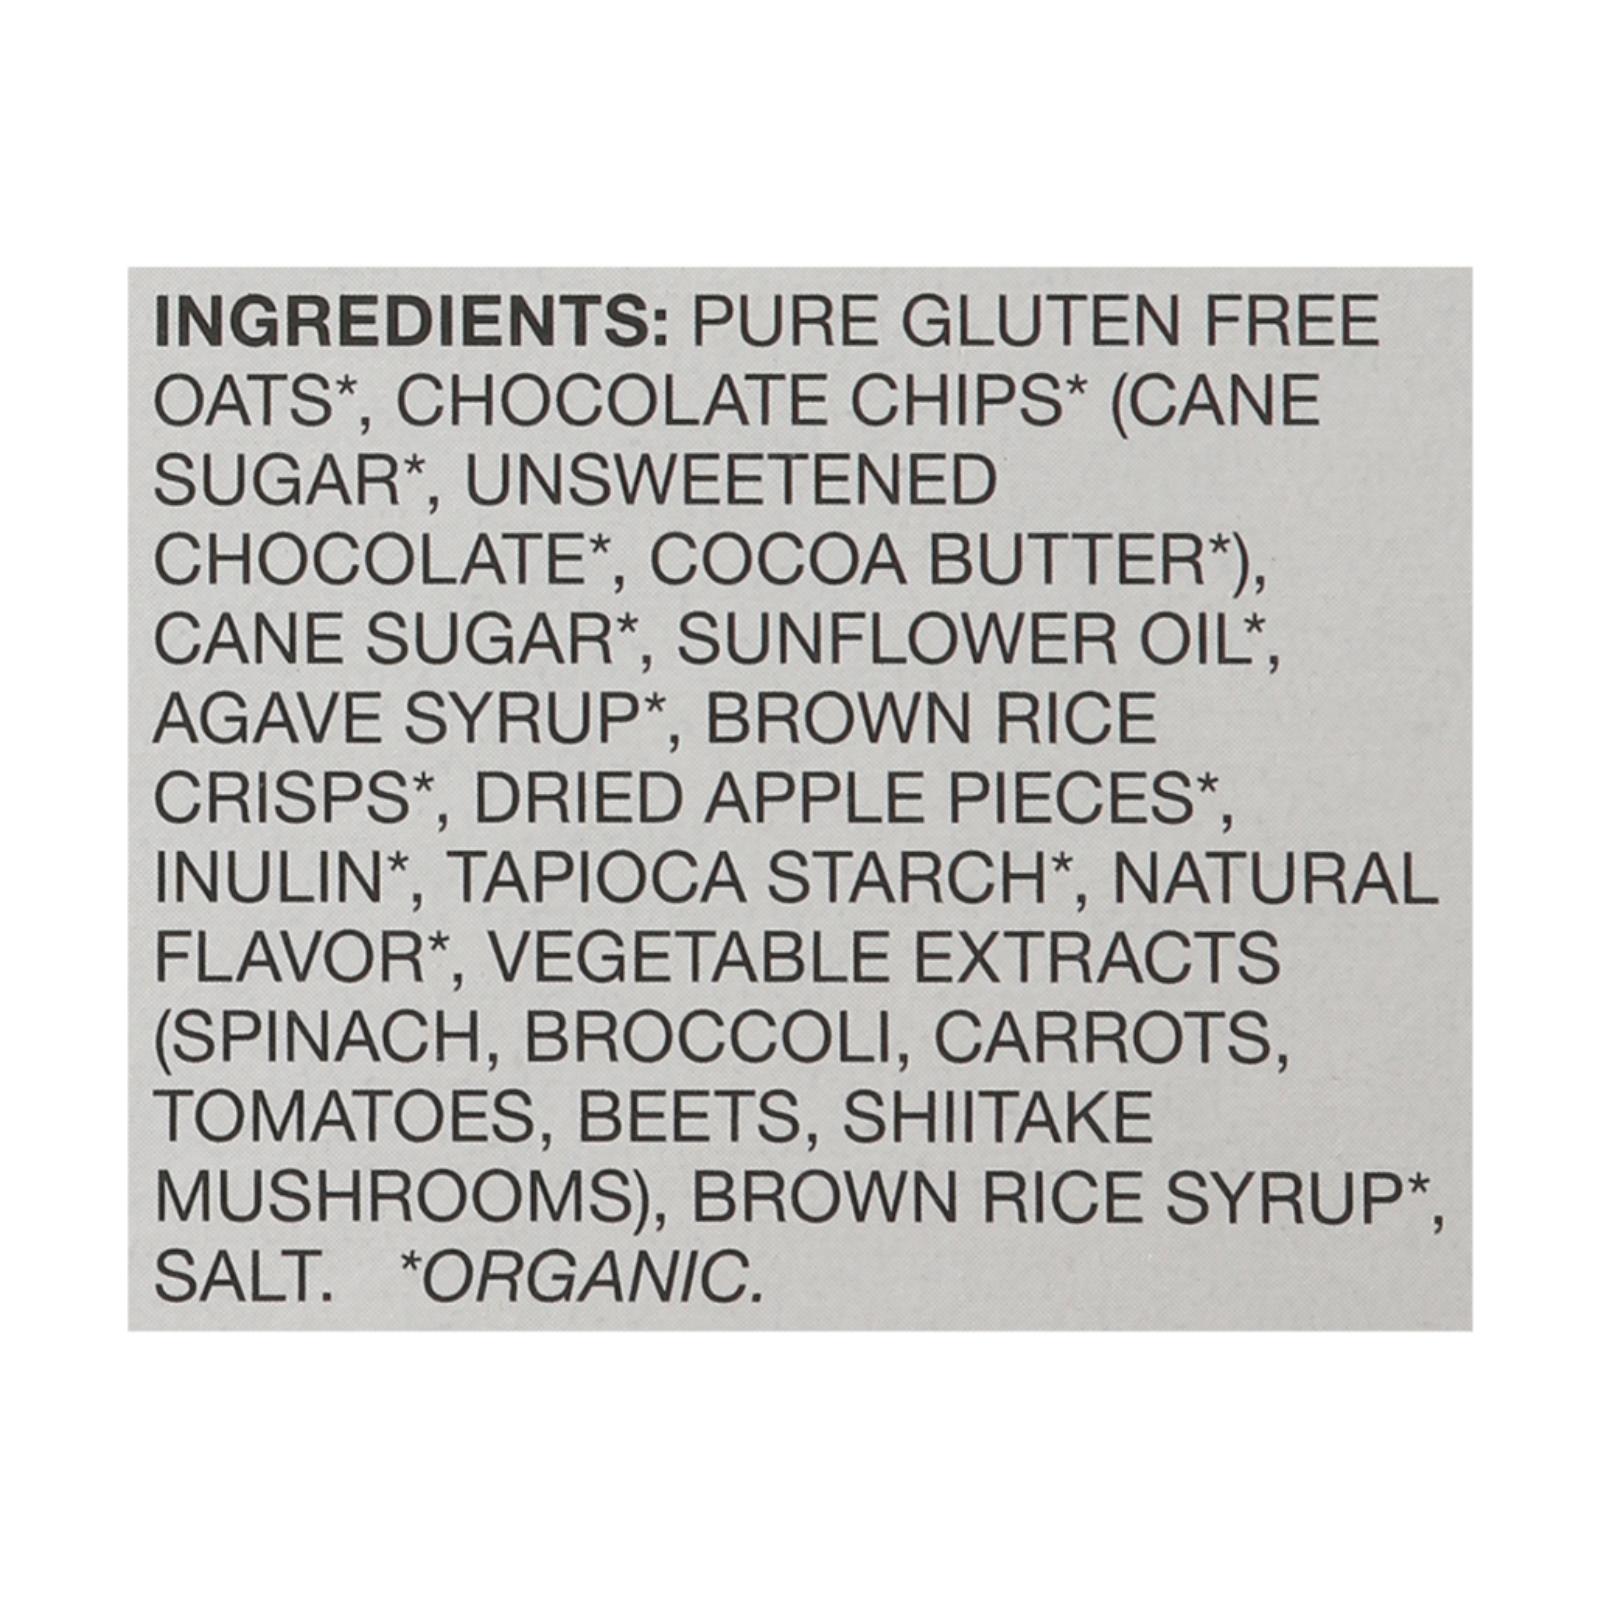 INGREDIENTS: PURE GLUTEN FREE
OATS*, CHOCOLATE CHIPS* (CANE
SUGAR*, UNSWEETENED
CHOCOLATE*, COCOA BUTTER*),
CANE SUGAR*, SUNFLOWER OIL*,
AGAVE SYRUP*, BROWN RICE
CRISPS*, DRIED APPLE PIECES*,
INULIN*, TAPIOCA STARCH*, NATURAL
FLAVOR*, VEGETABLE EXTRACTS
(SPINACH, BROCCOLI, CARROTS,
TOMATOES, BEETS, SHIITAKE
MUSHROOMS), BROWN RICE SYRUP*,
SALT. *ORGANIC.